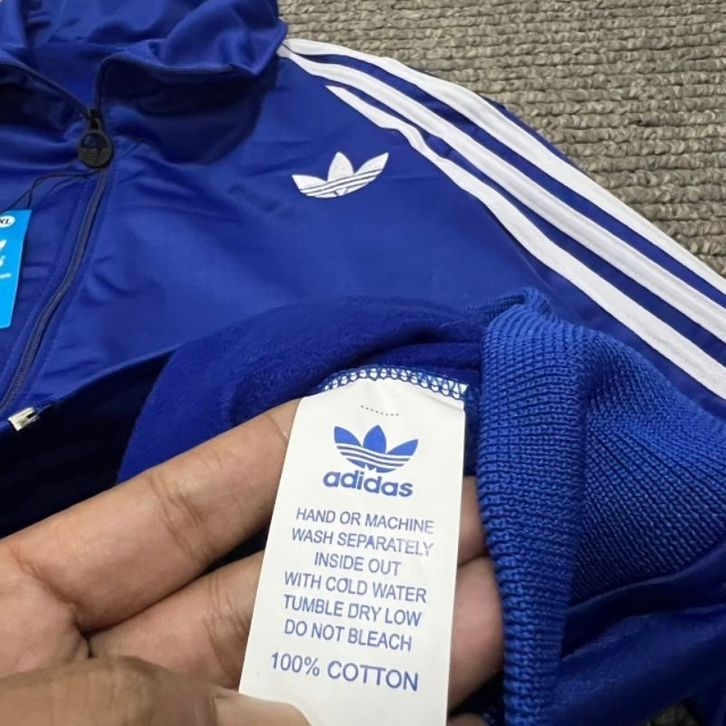 XL
adidas
HAND OR MACHINE
WASH SEPARATELY
INSIDE OUT
WITH COLD WATER
TUMBLE DRY LOW
DO NOT BLEACH
100% COTTON